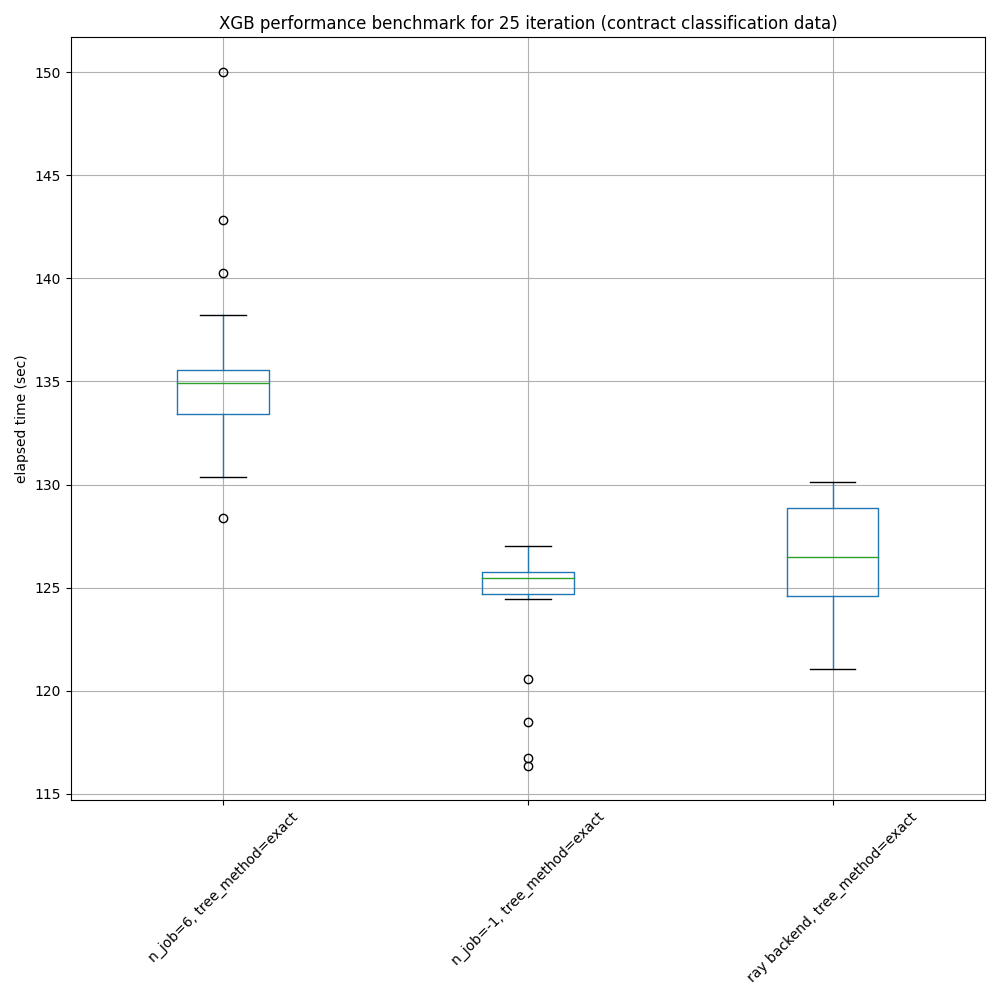 XGB performance benchmark for 25 iteration (contract classification data)
150
145
140
135
130
125
120
115
elapsed time (sec)
n_job=6, tree_method=exact
n_job=-1, tree_method=exact
ray backend, tree_method=exact